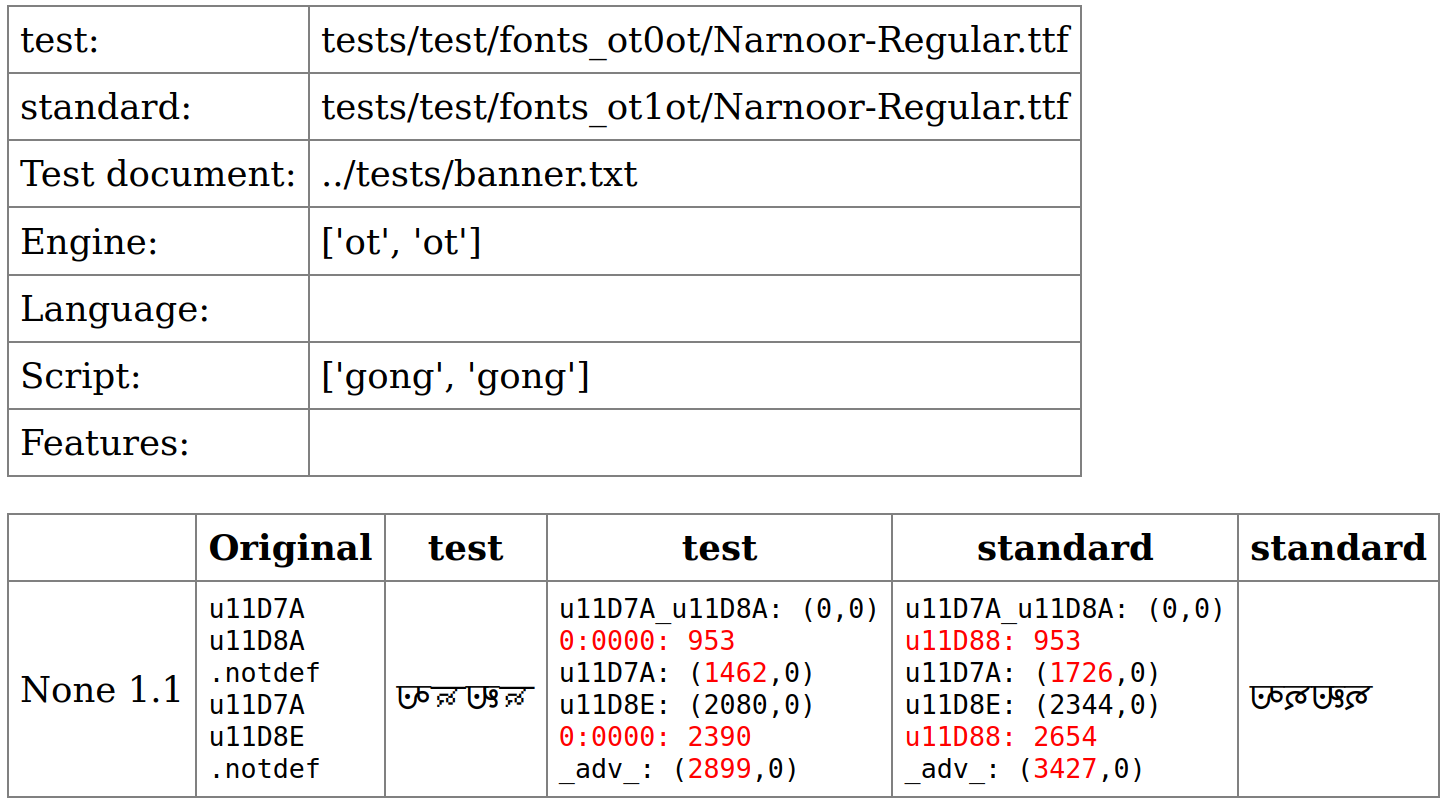 test: tests/test/fonts_ot0ot/Narnoor-Regular.ttf
standard: tests/test/fonts_ot1ot/Narnoor-Regular.ttf
Test document: ../tests/banner.txt
Engine: ['ot', 'ot']
Language:
Script: ['gong', 'gong']
Features:
Original test test standard standard
None 1.1
u11D7A
u11D8A
.notdef
u11D7A
u11D8E
.notdef
𑵺𑶊𑶈𑵺𑶎𑶈
u11D7A_u11D8A: (0,0)
0:0000: 953
u11D7A: (1462,0)
u11D8E: (2080,0)
0:0000: 2390
_adv_: (2899,0)
u11D7A_u11D8A: (0,0)
u11D88: 953
u11D7A: (1726,0)
u11D8E: (2344,0)
u11D88: 2654
_adv_: (3427,0)
𑵺𑶊𑶈𑵺𑶎𑶈